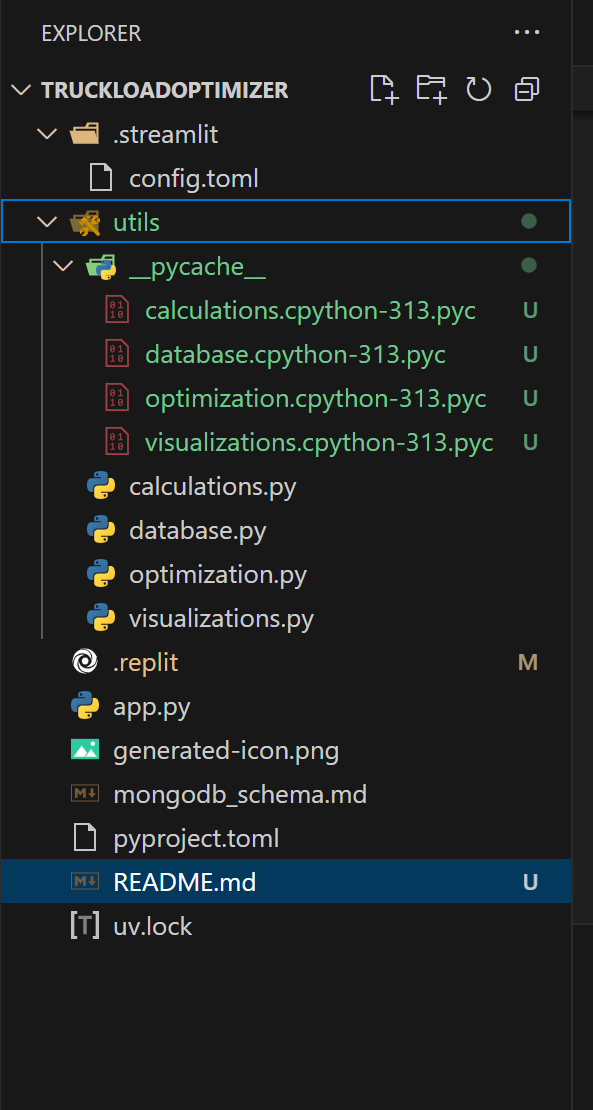 EXPLORER ...
TRUCKLOADOPTIMIZER
.streamlit
config.toml
utils
__pycache__
calculations.cpython-313.pyc U
database.cpython-313.pyc U
optimization.cpython-313.pyc U
visualizations.cpython-313.pyc U
calculations.py
database.py
optimization.py
visualizations.py
.replit M
app.py
generated-icon.png
mongodb_schema.md
pyproject.toml
README.md U
uv.lock